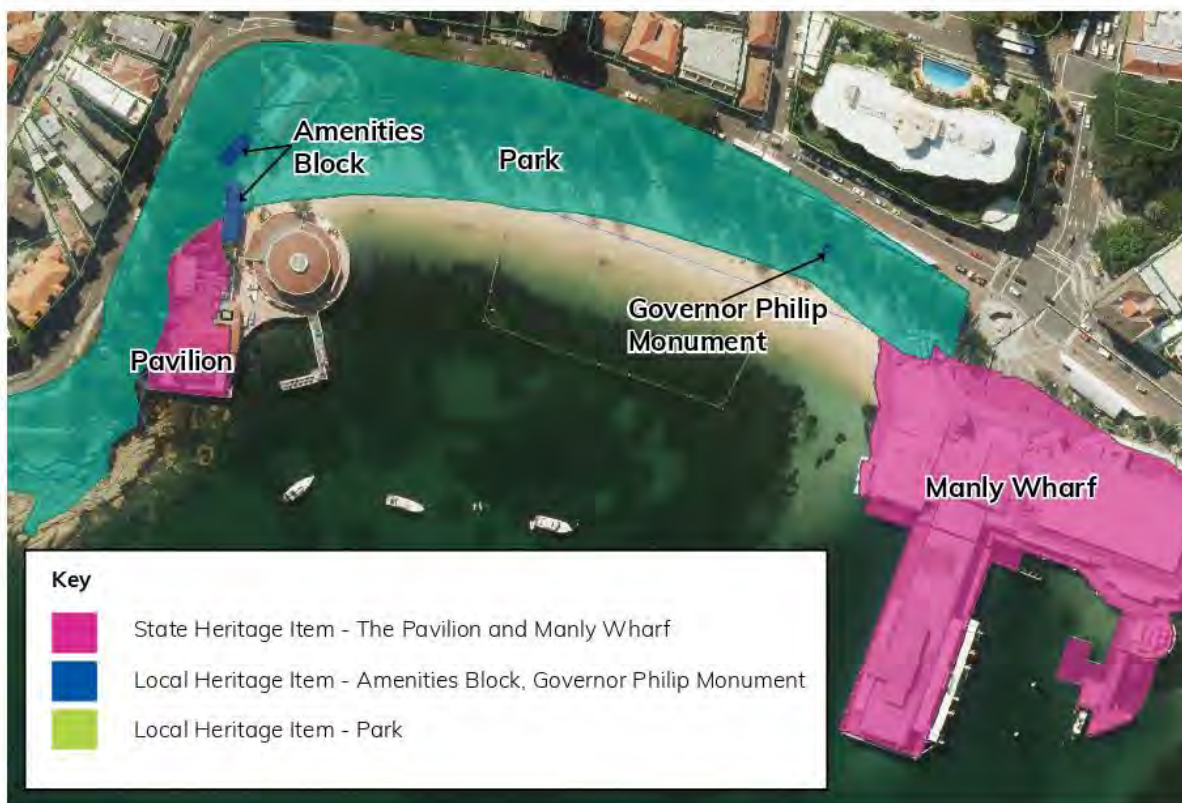 Amenities
Block
Park
Governor Philip
Monument
Pavilion
Manly Wharf
Key
State Heritage Item - The Pavilion and Manly Wharf
Local Heritage Item - Amenities Block, Governor Philip Monument
Local Heritage Item - Park